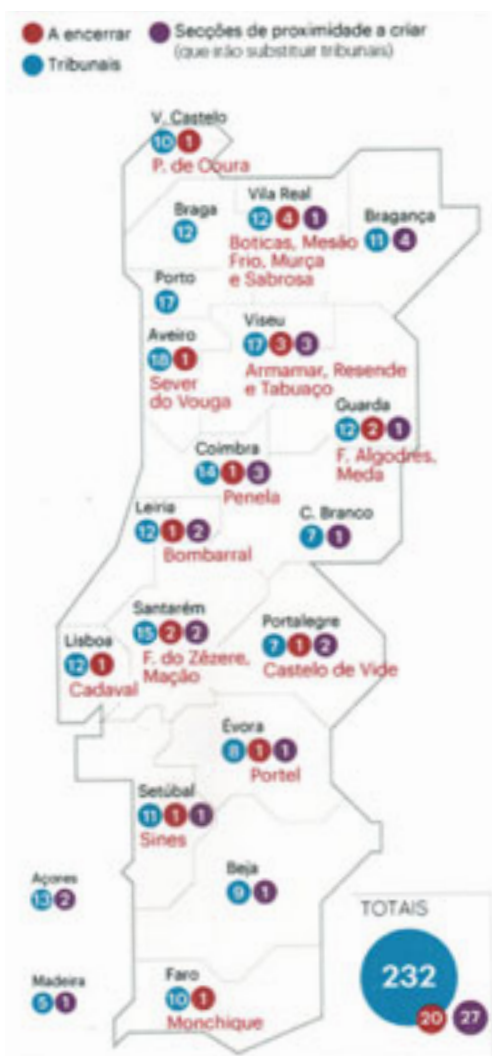 A encerrar
Secções de proximidade a criar
(que irão substituir tribunais)
Tribunais
V. Castelo
10 1
P. de Coura
Braga
12
Vila Real
12 4 1
Boticas, Mesão
Frio, Murça
e Sabrosa
Bragança
11 4
Porto
17
Aveiro
18 1
Sever
do Vouga
Viseu
17 3 3
Armamar, Resende
e Tabuaço
Guarda
12 2 1
F. Algodres,
Meda
Coimbra
14 1 3
Penela
Leiria
12 1 2
Bombarral
C. Branco
7 1
Santarém
15 2 2
F. do Zêzere,
Mação
Lisboa
12 1
Cadaval
Portalegre
7 1 2
Castelo de Vide
Évora
8 1 1
Portel
Setúbal
11 1 1
Sines
Beja
9 1
Açores
13 2
Madeira
5 1
Faro
10 1
Monchique
TOTAIS
232
20 27